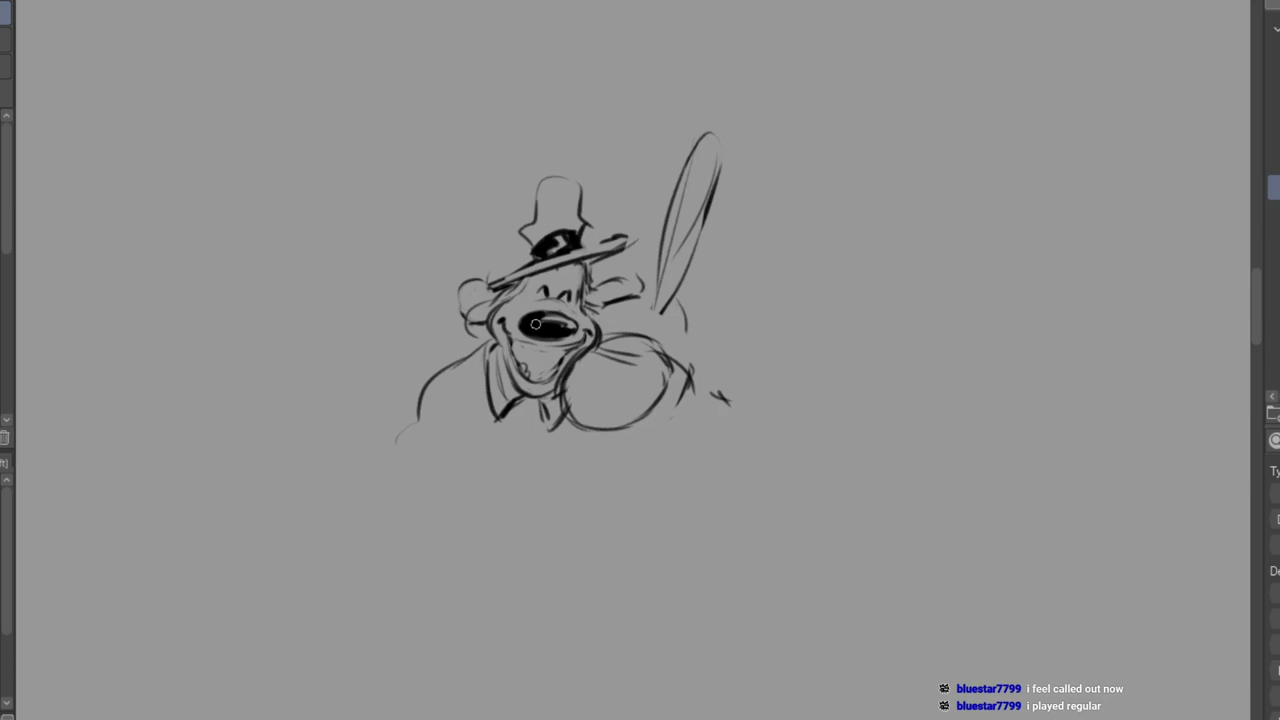 bluestar7799 i feel called out now
bluestar7799 i played regular